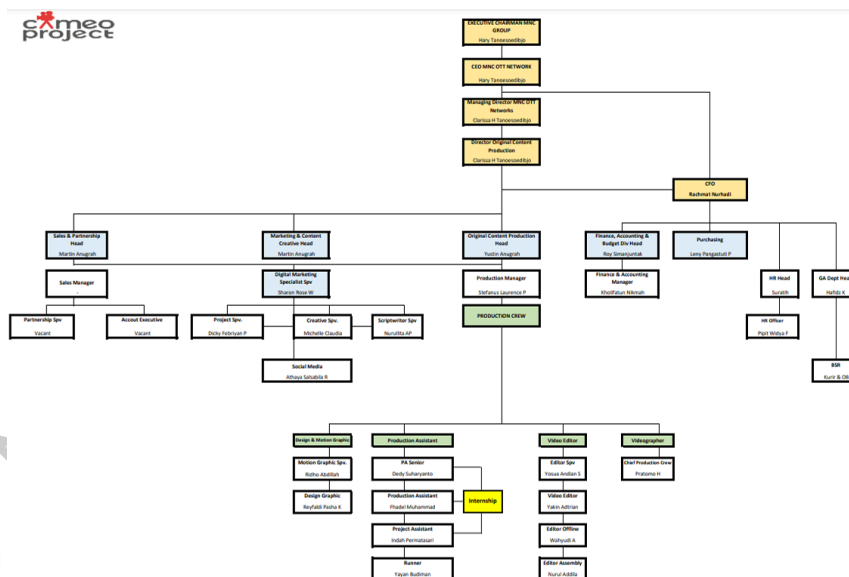 cameo
project
EXECUTIVE CHAIRMAN MNC
GROUP
Hary Tanoesoedibjo
CEO MNC OTT NETWORK
Hary Tanoesoedibjo
Managing Director MNC OTT
Networks
Clarissa H Tanoesoedibjo
Director Original Content
Production
Clarissa H Tanoesoedibjo
CFO
Rachmat Nurhadi
Sales & Partnership
Head
Martin Anugrah
Marketing & Content
Creative Head
Martin Anugrah
Original Content Production
Head
Yustin Anugrah
Finance, Accounting &
Budget Div Head
Roy Simanjuntak
Purchasing
Leny Pangastuti P
Sales Manager
-
Digital Marketing
Specialist Spv
Sharon Rose W
Production Manager
Stefanus Laurence P
Finance & Accounting
Manager
Kholifatun Nikmah
HR Head
Suratih
GA Dept Hea
Hafidz K
Partnership Spv
Vacant
Accout Executive
Vacant
Project Spv.
Dicky Febriyan P
Creative Spv.
Michelle Claudia
Scriptwriter Spv
Nurullita AP
PRODUCTION CREW
HR Officer
Pipit Widya F
Social Media
Athaya Salsabila R
BSR
Kurir & OB
Design & Motion Graphic
Production Assistant
Video Editor
Videographer
Motion Graphic Spv.
Ridho Abdillah
PA Senior
Dedy Suharyanto
Editor Spv
Yosua Andian S
Chief Production Crew
Pratomo H
Design Graphic
Reyfaldi Pasha K
Production Assistant
Fhadel Muhammad
Internship
Video Editor
Yakin Adtrian
Project Assistant
Indah Permatasari
Editor Offline
Wahyudi A
Runner
Yayan Budiman
Editor Assembly
Nurul Addila